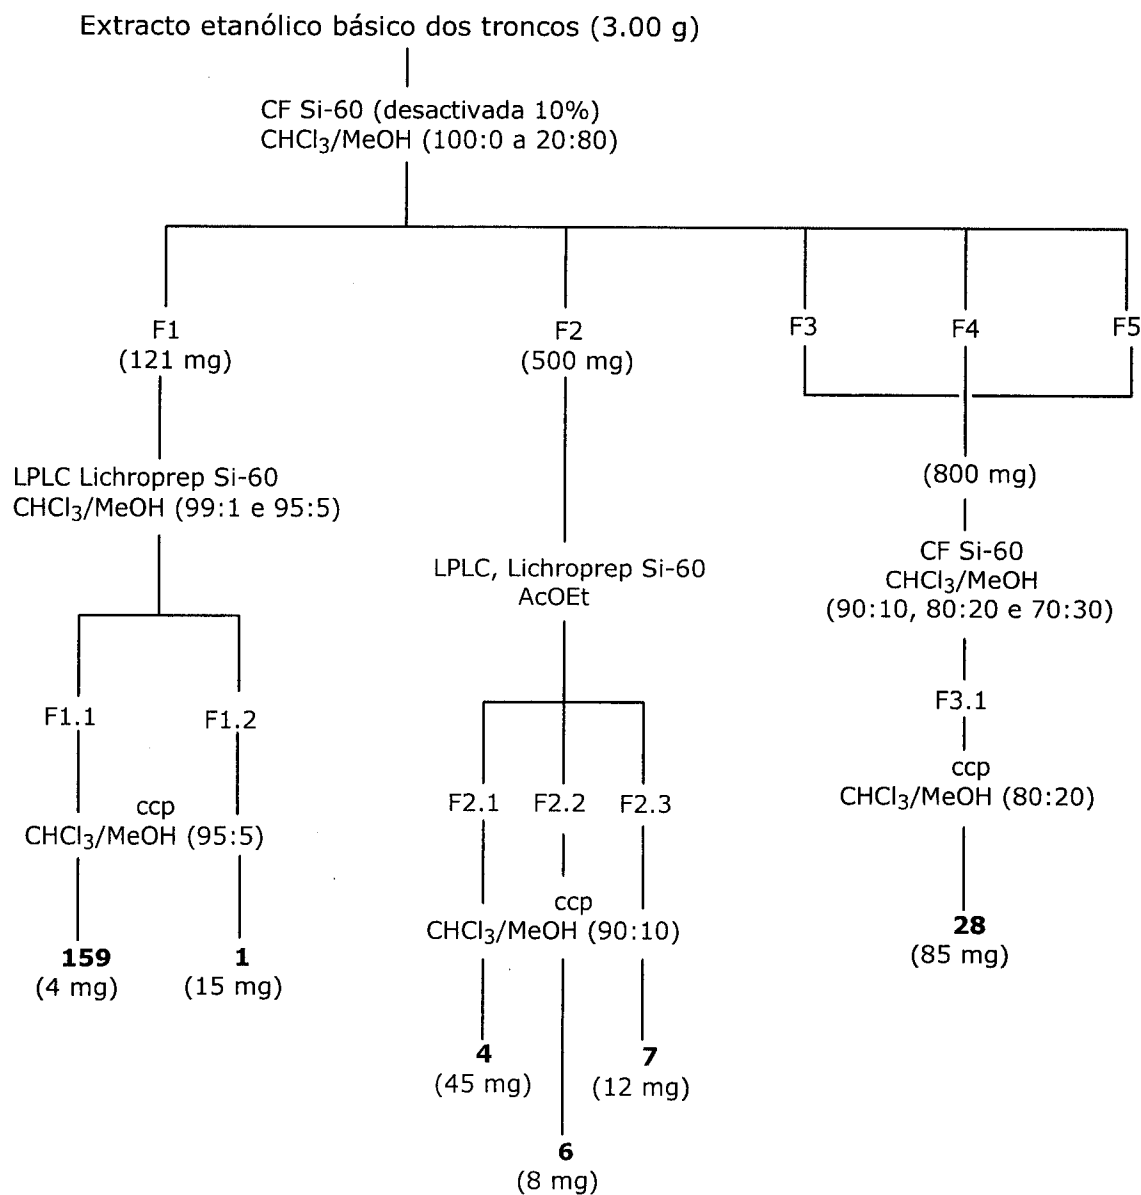 Extracto etanólico básico dos troncos (3.00 g)
CF Si-60 (desactivada 10%)
CHCl₃/MeOH (100:0 a 20:80)
F1
(121 mg)
LPLC Lichroprep Si-60
CHCl₃/MeOH (99:1 e 95:5)
F1.1
F1.2
ccp
CHCl₃/MeOH (95:5)
159
(4 mg)
1
(15 mg)
F2
(500 mg)
LPLC, Lichroprep Si-60
AcOEt
F2.1
F2.2
F2.3
ccp
CHCl₃/MeOH (90:10)
4
(45 mg)
6
(8 mg)
7
(12 mg)
F3
F4
F5
(800 mg)
CF Si-60
CHCl₃/MeOH
(90:10, 80:20 e 70:30)
F3.1
ccp
CHCl₃/MeOH (80:20)
28
(85 mg)